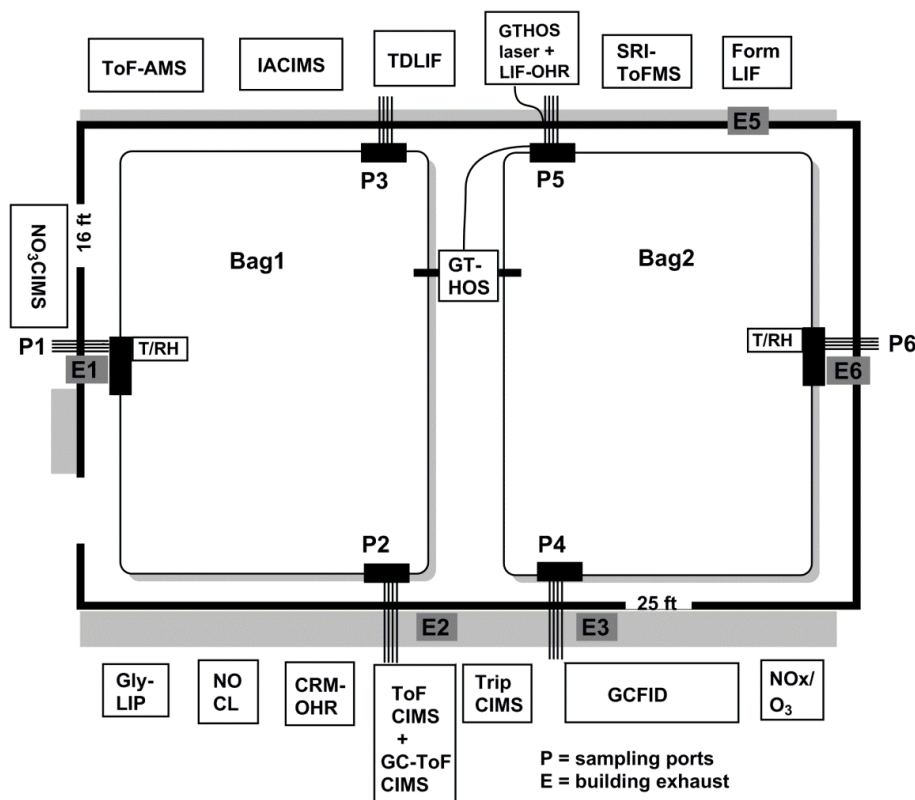 ToF-AMS
IACIMS
TDLIF
GTHOS
laser +
LIF-OHR
SRI-
ToFMS
Form
LIF
E5
P3
P5
16 ft
NO₃CIMS
Bag1
GT-
HOS
Bag2
P1
T/RH
T/RH
P6
E1
E6
P2
P4
25 ft
E2
E3
Gly-
LIP
NO
CL
CRM-
OHR
ToF
CIMS
+
GC-ToF
CIMS
Trip
CIMS
GCFID
NOx/
O₃
P = sampling ports
E = building exhaust